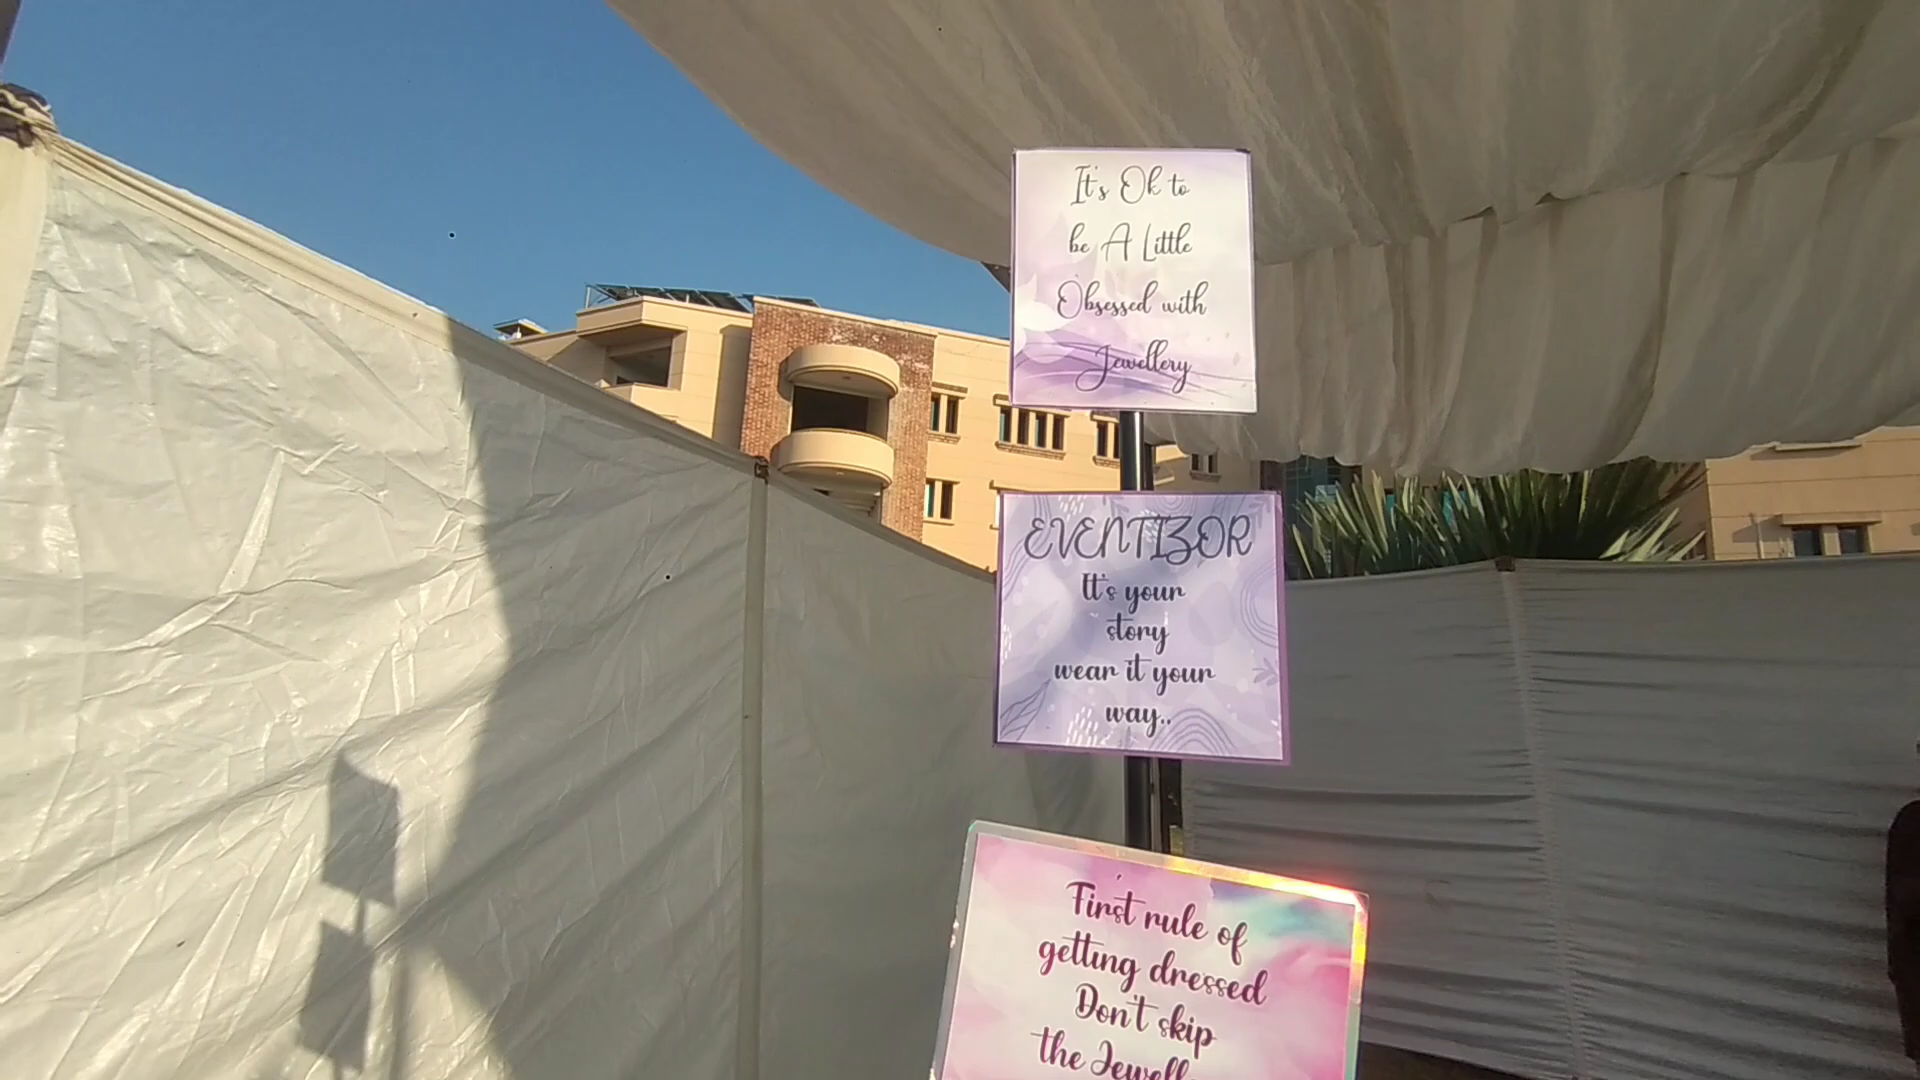 It's Ok to
be A Little
Obsessed with
Jewellery
EVENTIZOR
It's your
story
wear it your
way..
First rule of
getting dressed
Don't skip
the